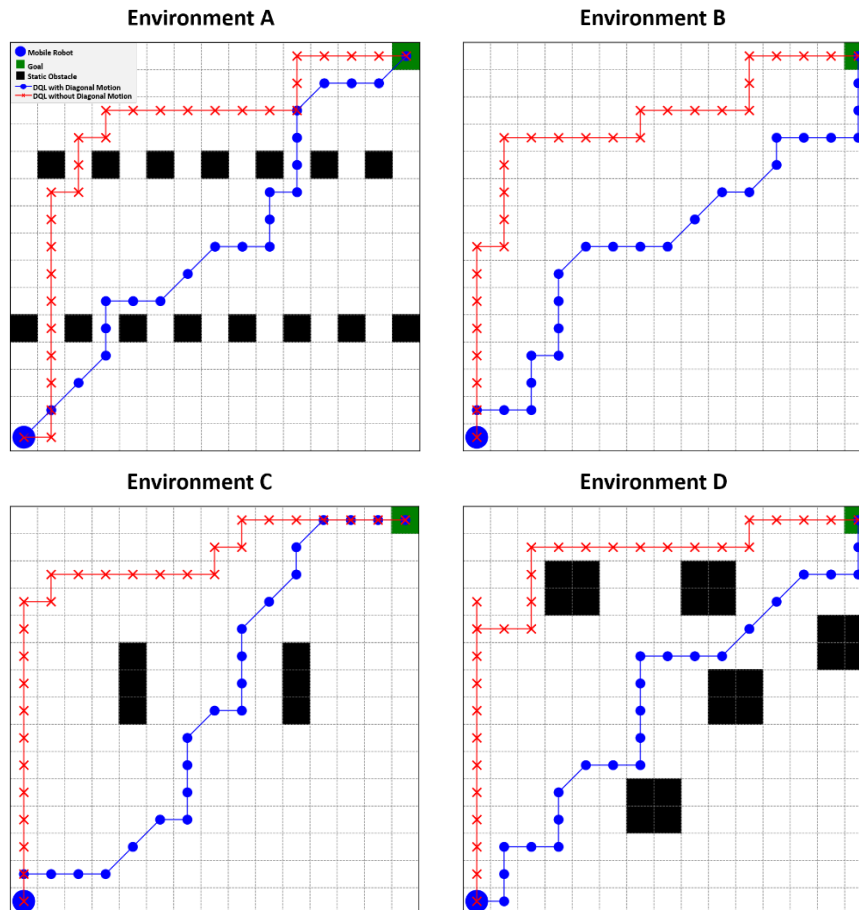 Environment A
Environment B
Mobile Robot
Goal
Static Obstacle
DQL with Diagonal Motion
DQL without Diagonal Motion
Environment C
Environment D